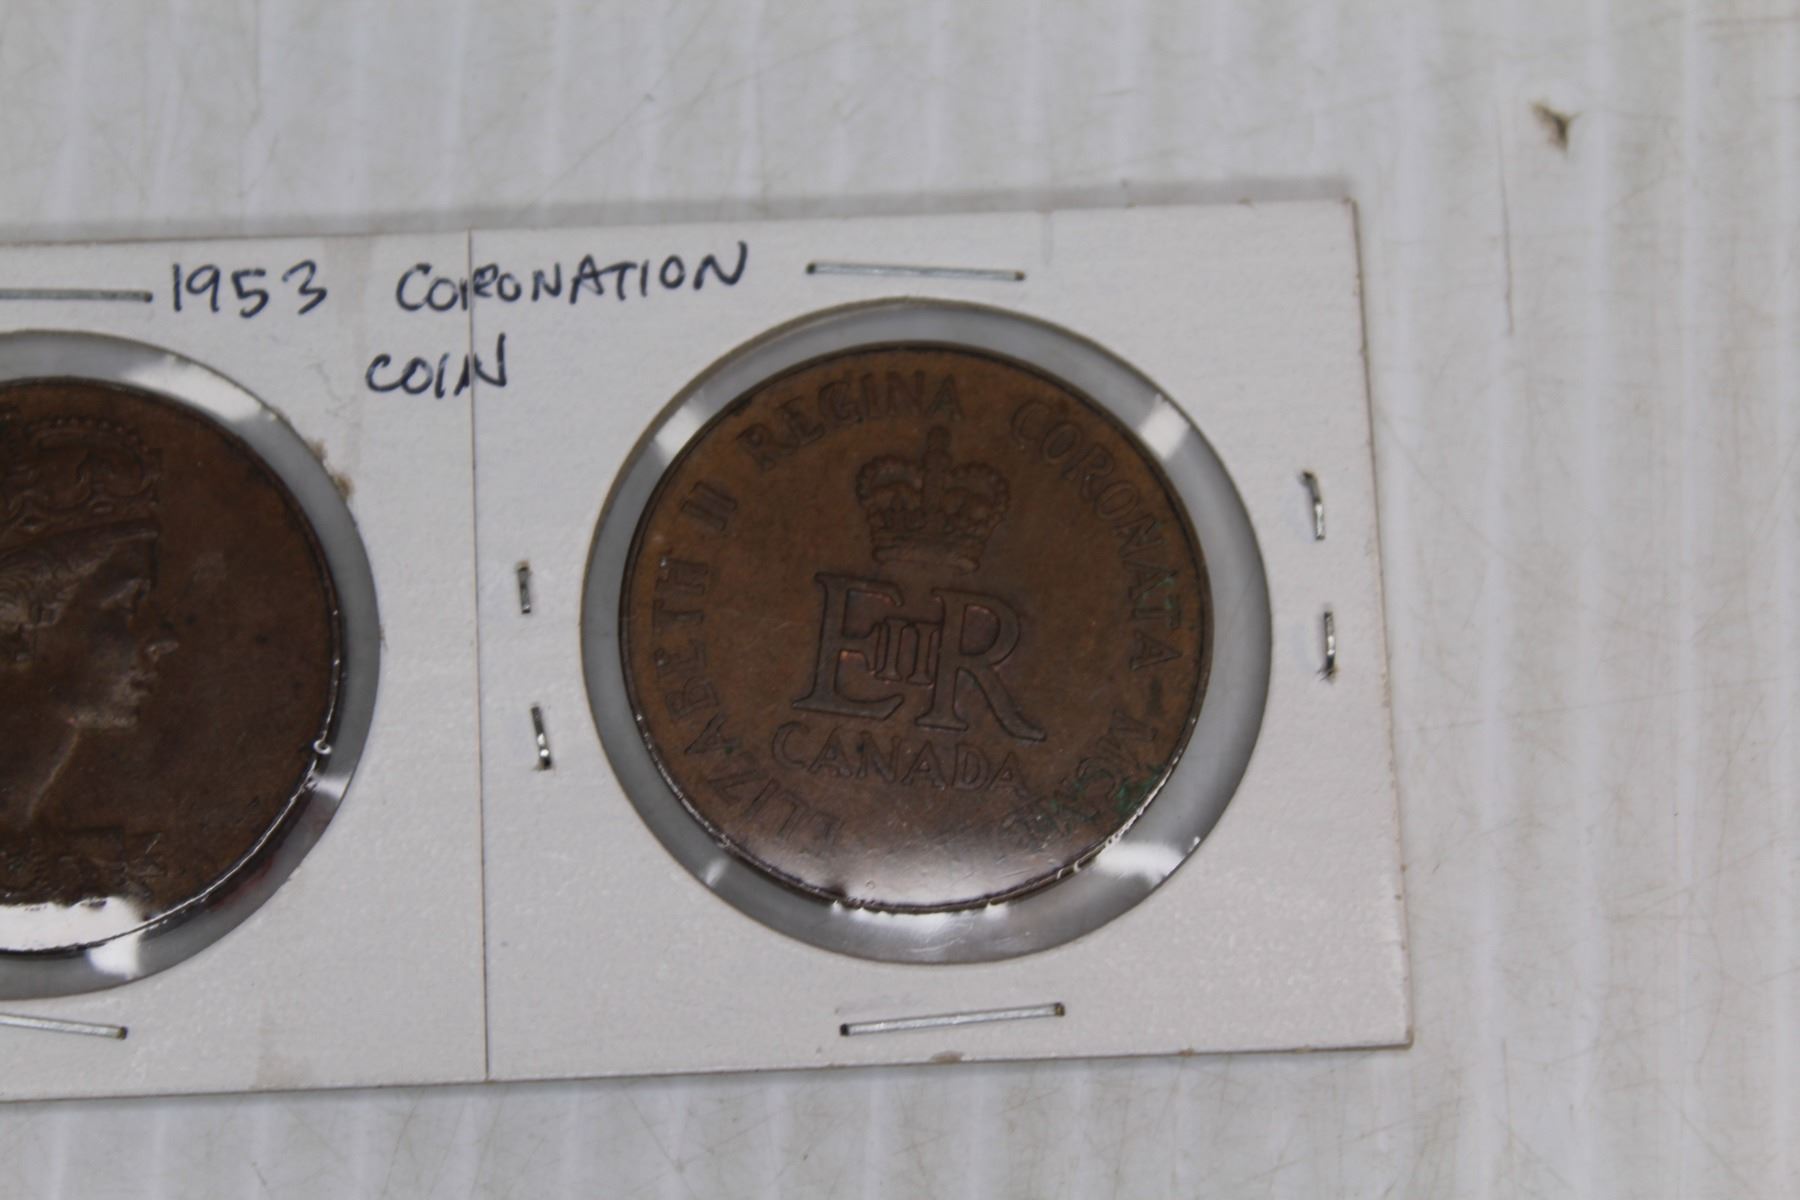 1953 CORONATION
COIN
ELIZABETH II REGINA CORONATA MCMLIII
EIIR
CANADA